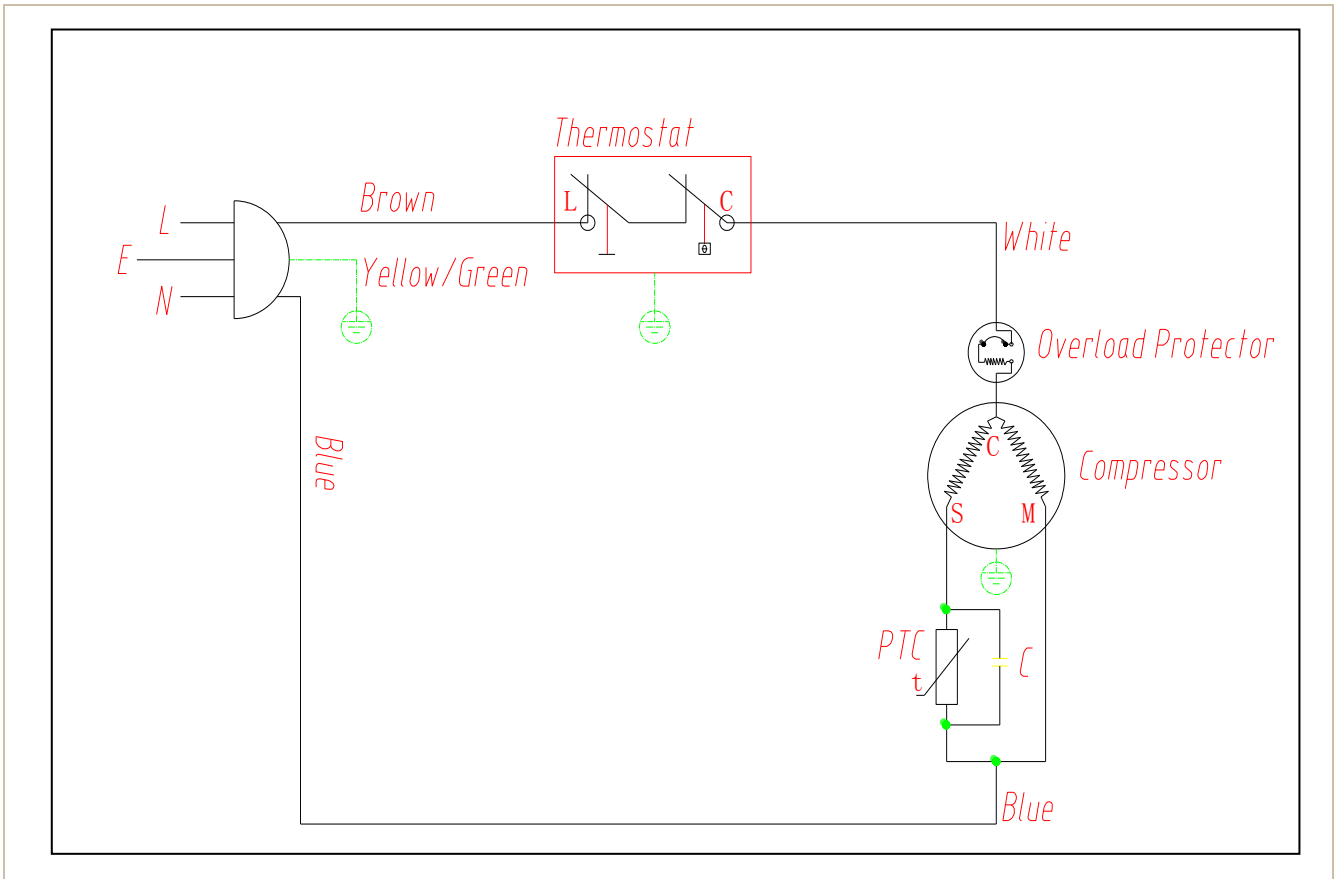 Thermostat
Brown
L
C
L
White
E
Yellow/Green
N
θ
Overload Protector
Blue
C
Compressor
S
M
PTC
t
C
Blue